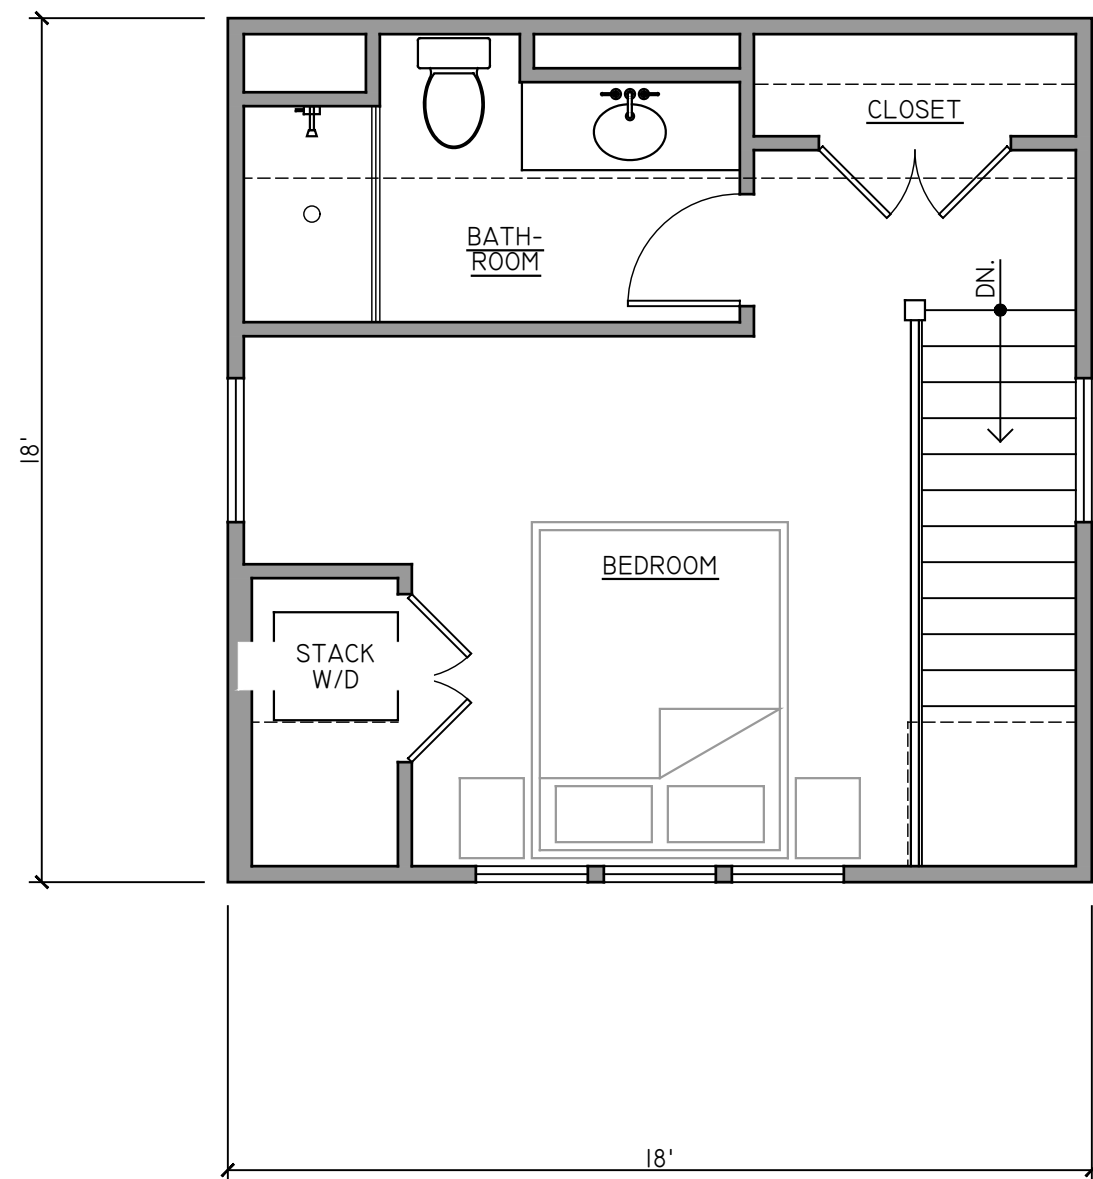 CLOSET
BATH-
ROOM
DN.
18'
BEDROOM
STACK
W/D
18'